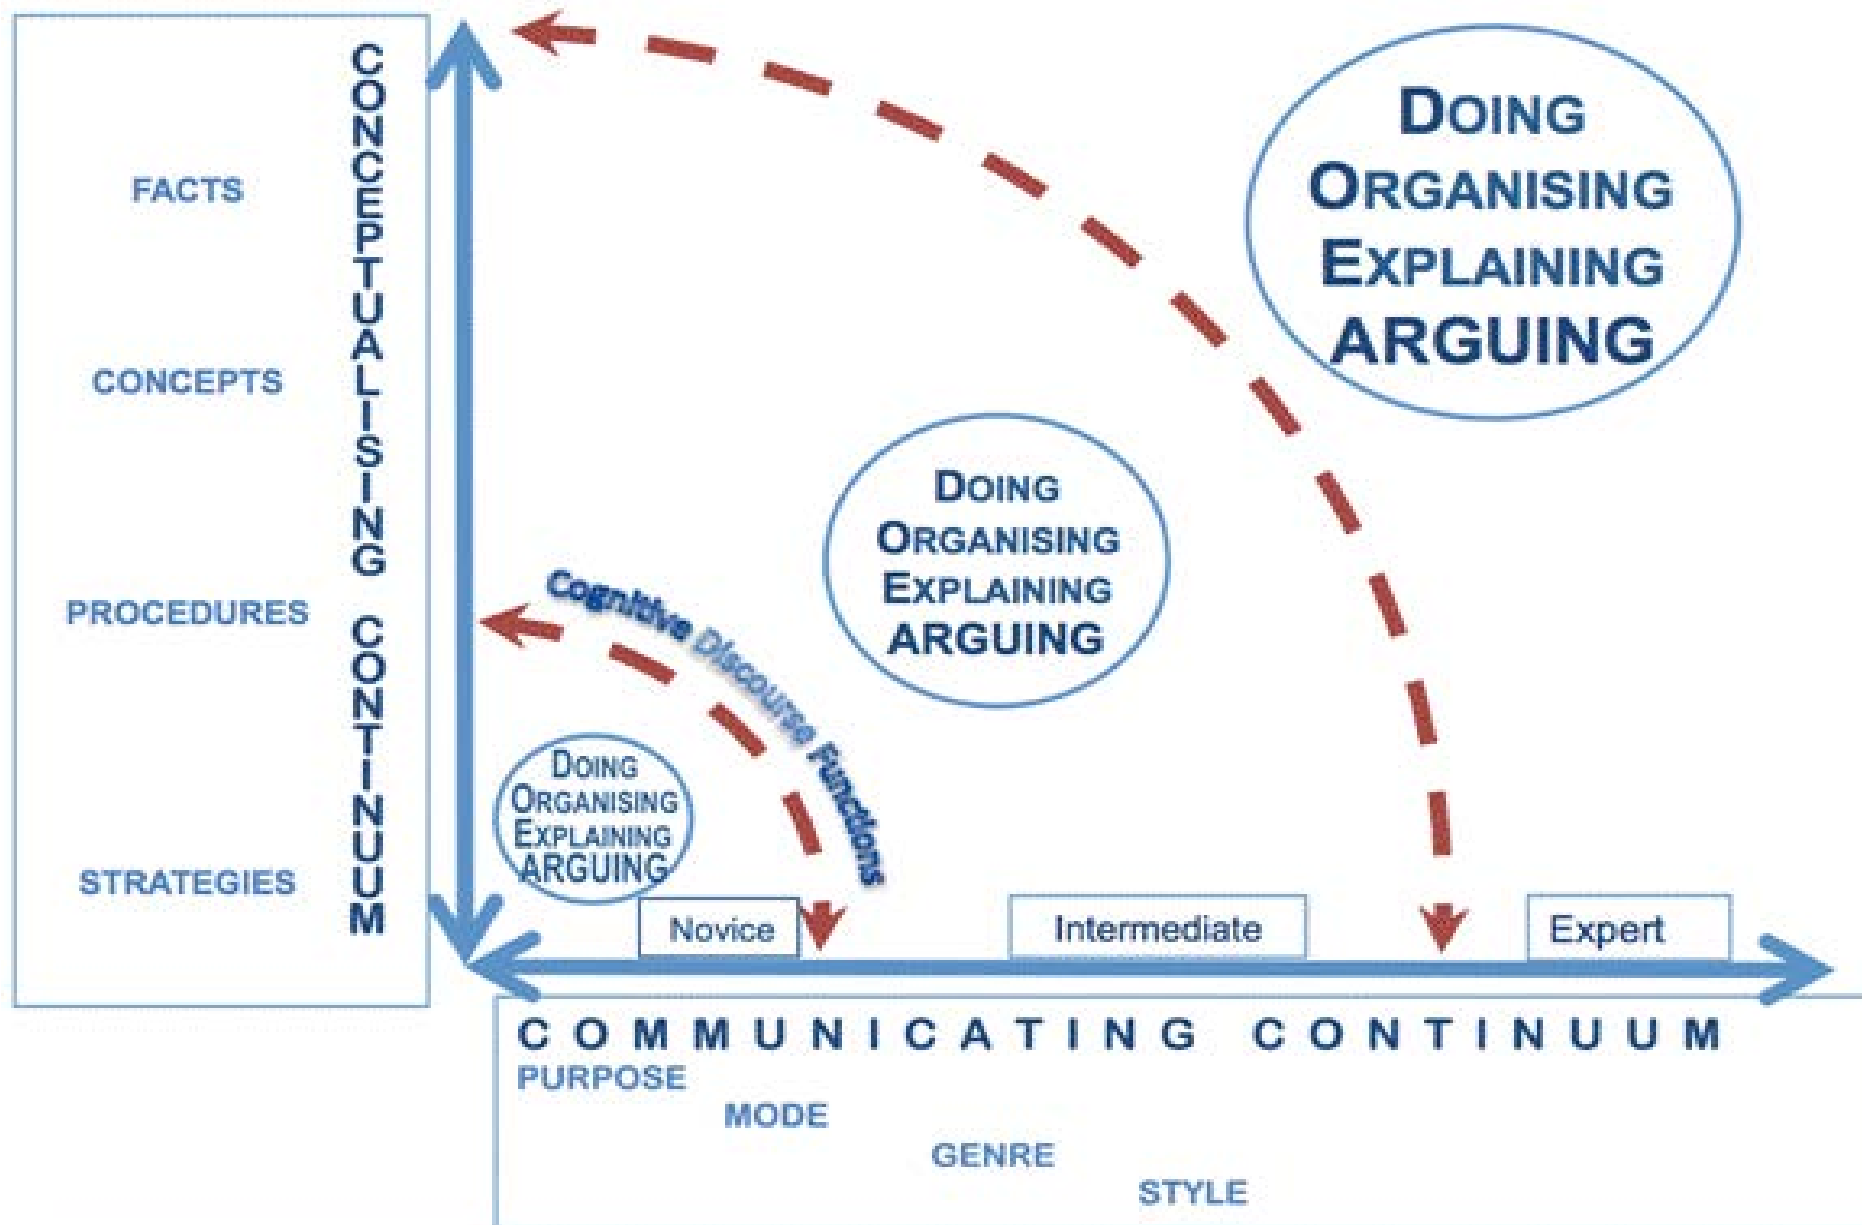 CONCEPTUALISING CONTINUUM
FACTS
CONCEPTS
PROCEDURES
STRATEGIES
DOING
ORGANISING
EXPLAINING
ARGUING
DOING
ORGANISING
EXPLAINING
ARGUING
Cognitive Discourse Functions
DOING
ORGANISING
EXPLAINING
ARGUING
Novice
Intermediate
Expert
COMMUNICATING CONTINUUM
PURPOSE
MODE
GENRE
STYLE